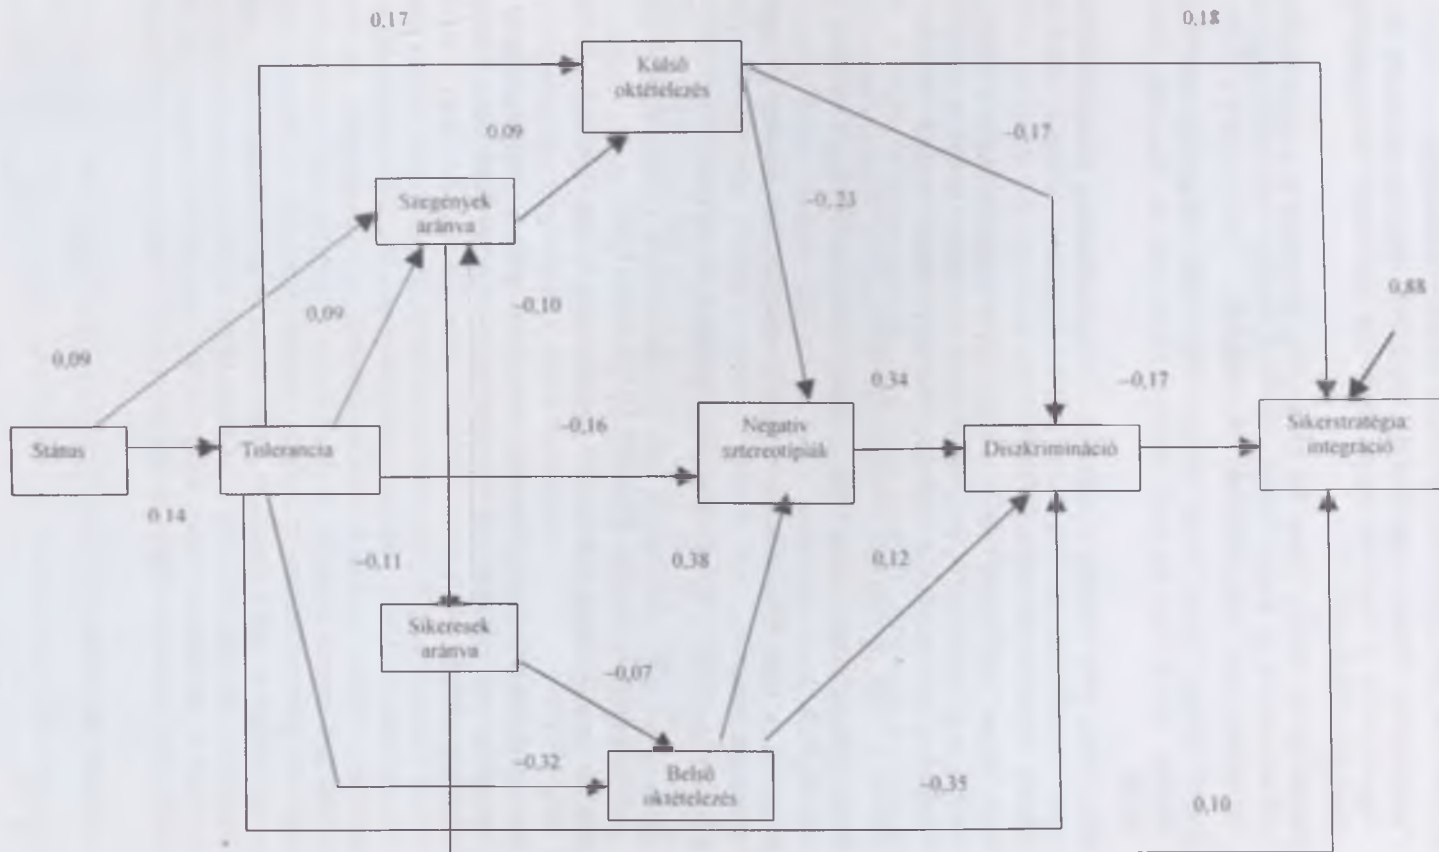 0,17
0,18
Külső
oktételezés
0,09
-0,17
Szegények
aránya
-0,23
0,09
-0,10
0,88
0,09
0,34
-0,17
Státus
Tolerancia
-0,16
Negatív
sztereotípiák
Diszkrimináció
Sikerstratégia:
integráció
0.14
-0,11
0,38
0,12
Sikeresek
aránya
-0,07
-0,32
Belső
oktételezés
-0,35
0,10